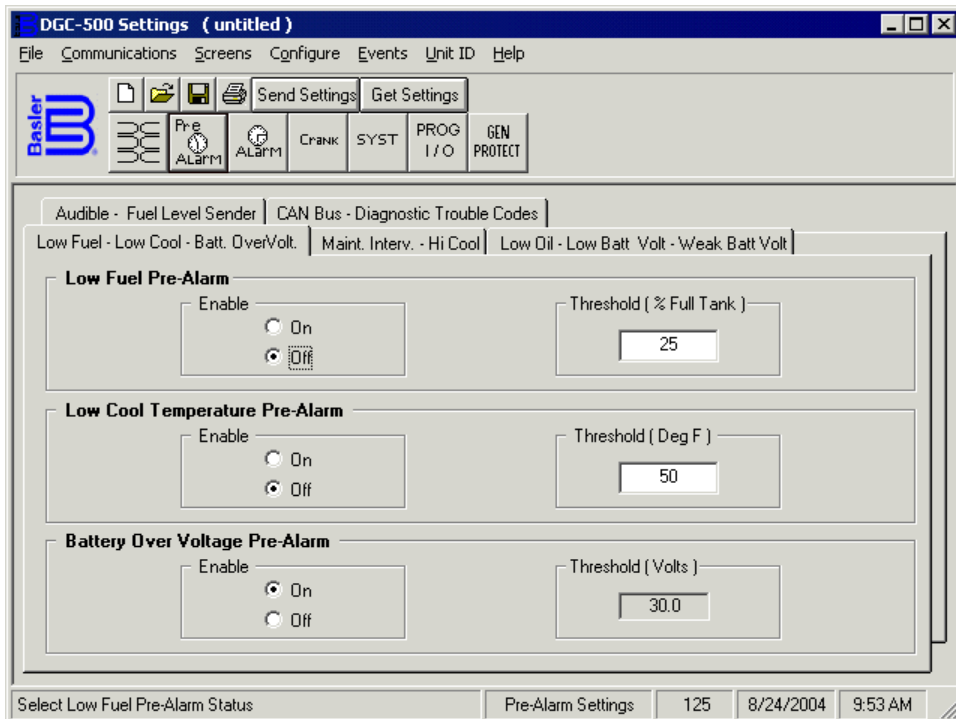 DGC-500 Settings ( untitled )
File Communications Screens Configure Events Unit ID Help
Basler
Send Settings Get Settings
Pre ALarm
ALarm
Crank
SYST
PROG I/O
GEN PROTECT
Audible - Fuel Level Sender CAN Bus - Diagnostic Trouble Codes
Low Fuel - Low Cool - Batt. OverVolt. Maint. Interv. - Hi Cool Low Oil - Low Batt Volt - Weak Batt Volt
Low Fuel Pre-Alarm
Enable Threshold ( % Full Tank )
On
Off
25
Low Cool Temperature Pre-Alarm
Enable Threshold ( Deg F )
On
Off
50
Battery Over Voltage Pre-Alarm
Enable Threshold ( Volts )
On
Off
30.0
Select Low Fuel Pre-Alarm Status Pre-Alarm Settings 125 8/24/2004 9:53 AM